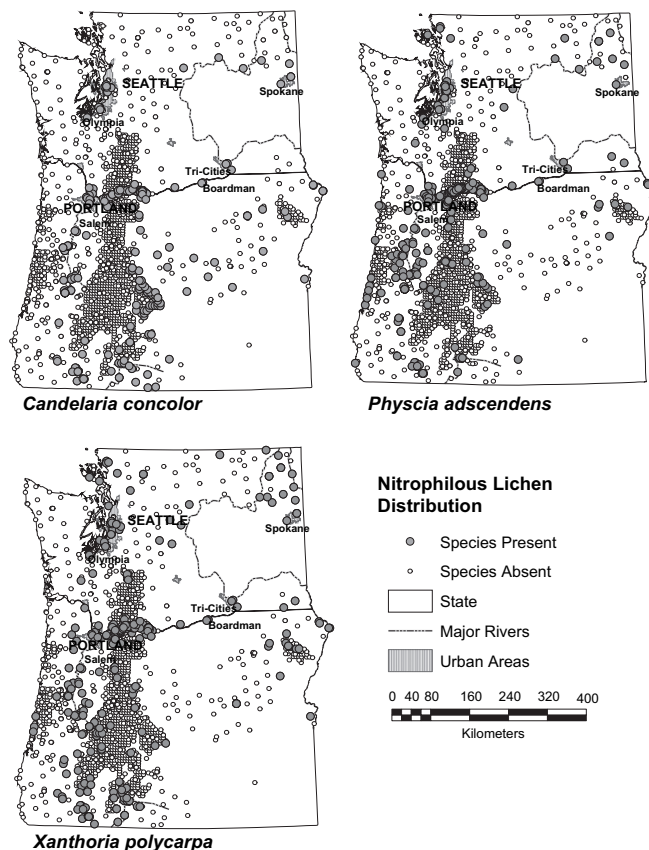 SEATTLE
Spokane
Olympia
Tri-Cities
Boardman
PORTLAND
Salem
Candelaria concolor
SEATTLE
Spokane
Olympia
Tri-Cities
Boardman
PORTLAND
Salem
Physcia adscendens
SEATTLE
Spokane
Olympia
Tri-Cities
Boardman
PORTLAND
Salem
Xanthoria polycarpa
Nitrophilous Lichen
Distribution
Species Present
Species Absent
State
Major Rivers
Urban Areas
0 40 80 160 240 320 400
Kilometers